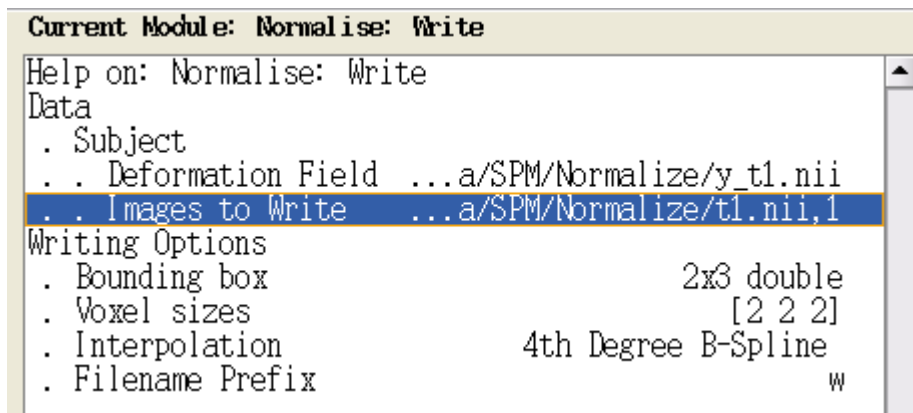 Current Module: Normalise: Write
Help on: Normalise: Write
Data
. Subject
. . Deformation Field ...a/SPM/Normalize/y_t1.nii
. . Images to Write ...a/SPM/Normalize/t1.nii,1
Writing Options
. Bounding box 2x3 double
. Voxel sizes [2 2 2]
. Interpolation 4th Degree B-Spline
. Filename Prefix w